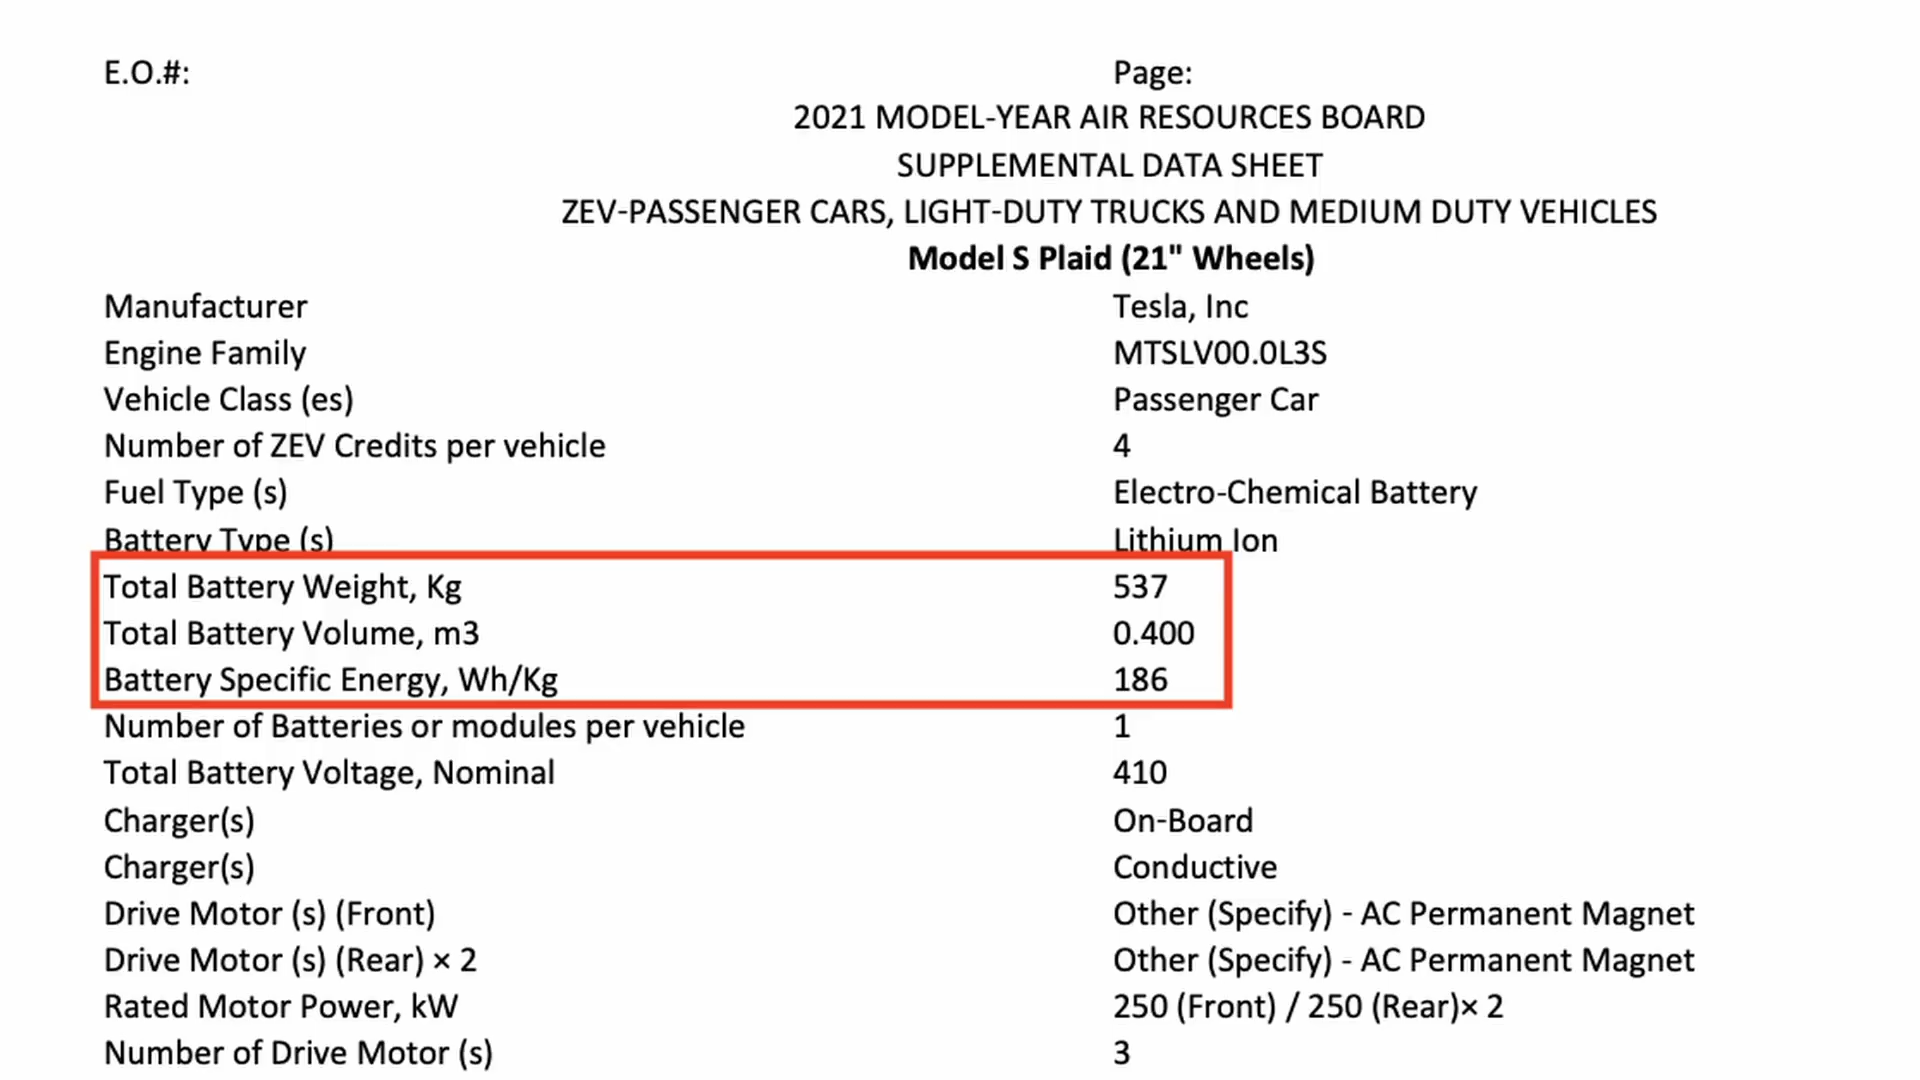 E.O.#: Page:
2021 MODEL-YEAR AIR RESOURCES BOARD
SUPPLEMENTAL DATA SHEET
ZEV-PASSENGER CARS, LIGHT-DUTY TRUCKS AND MEDIUM DUTY VEHICLES
Model S Plaid (21" Wheels)
Manufacturer Tesla, Inc
Engine Family MTSLV00.0L3S
Vehicle Class (es) Passenger Car
Number of ZEV Credits per vehicle 4
Fuel Type (s) Electro-Chemical Battery
Battery Type (s) Lithium Ion
Total Battery Weight, Kg 537
Total Battery Volume, m3 0.400
Battery Specific Energy, Wh/Kg 186
Number of Batteries or modules per vehicle 1
Total Battery Voltage, Nominal 410
Charger(s) On-Board
Charger(s) Conductive
Drive Motor (s) (Front) Other (Specify) - AC Permanent Magnet
Drive Motor (s) (Rear) × 2 Other (Specify) - AC Permanent Magnet
Rated Motor Power, kW 250 (Front) / 250 (Rear)× 2
Number of Drive Motor (s) 3